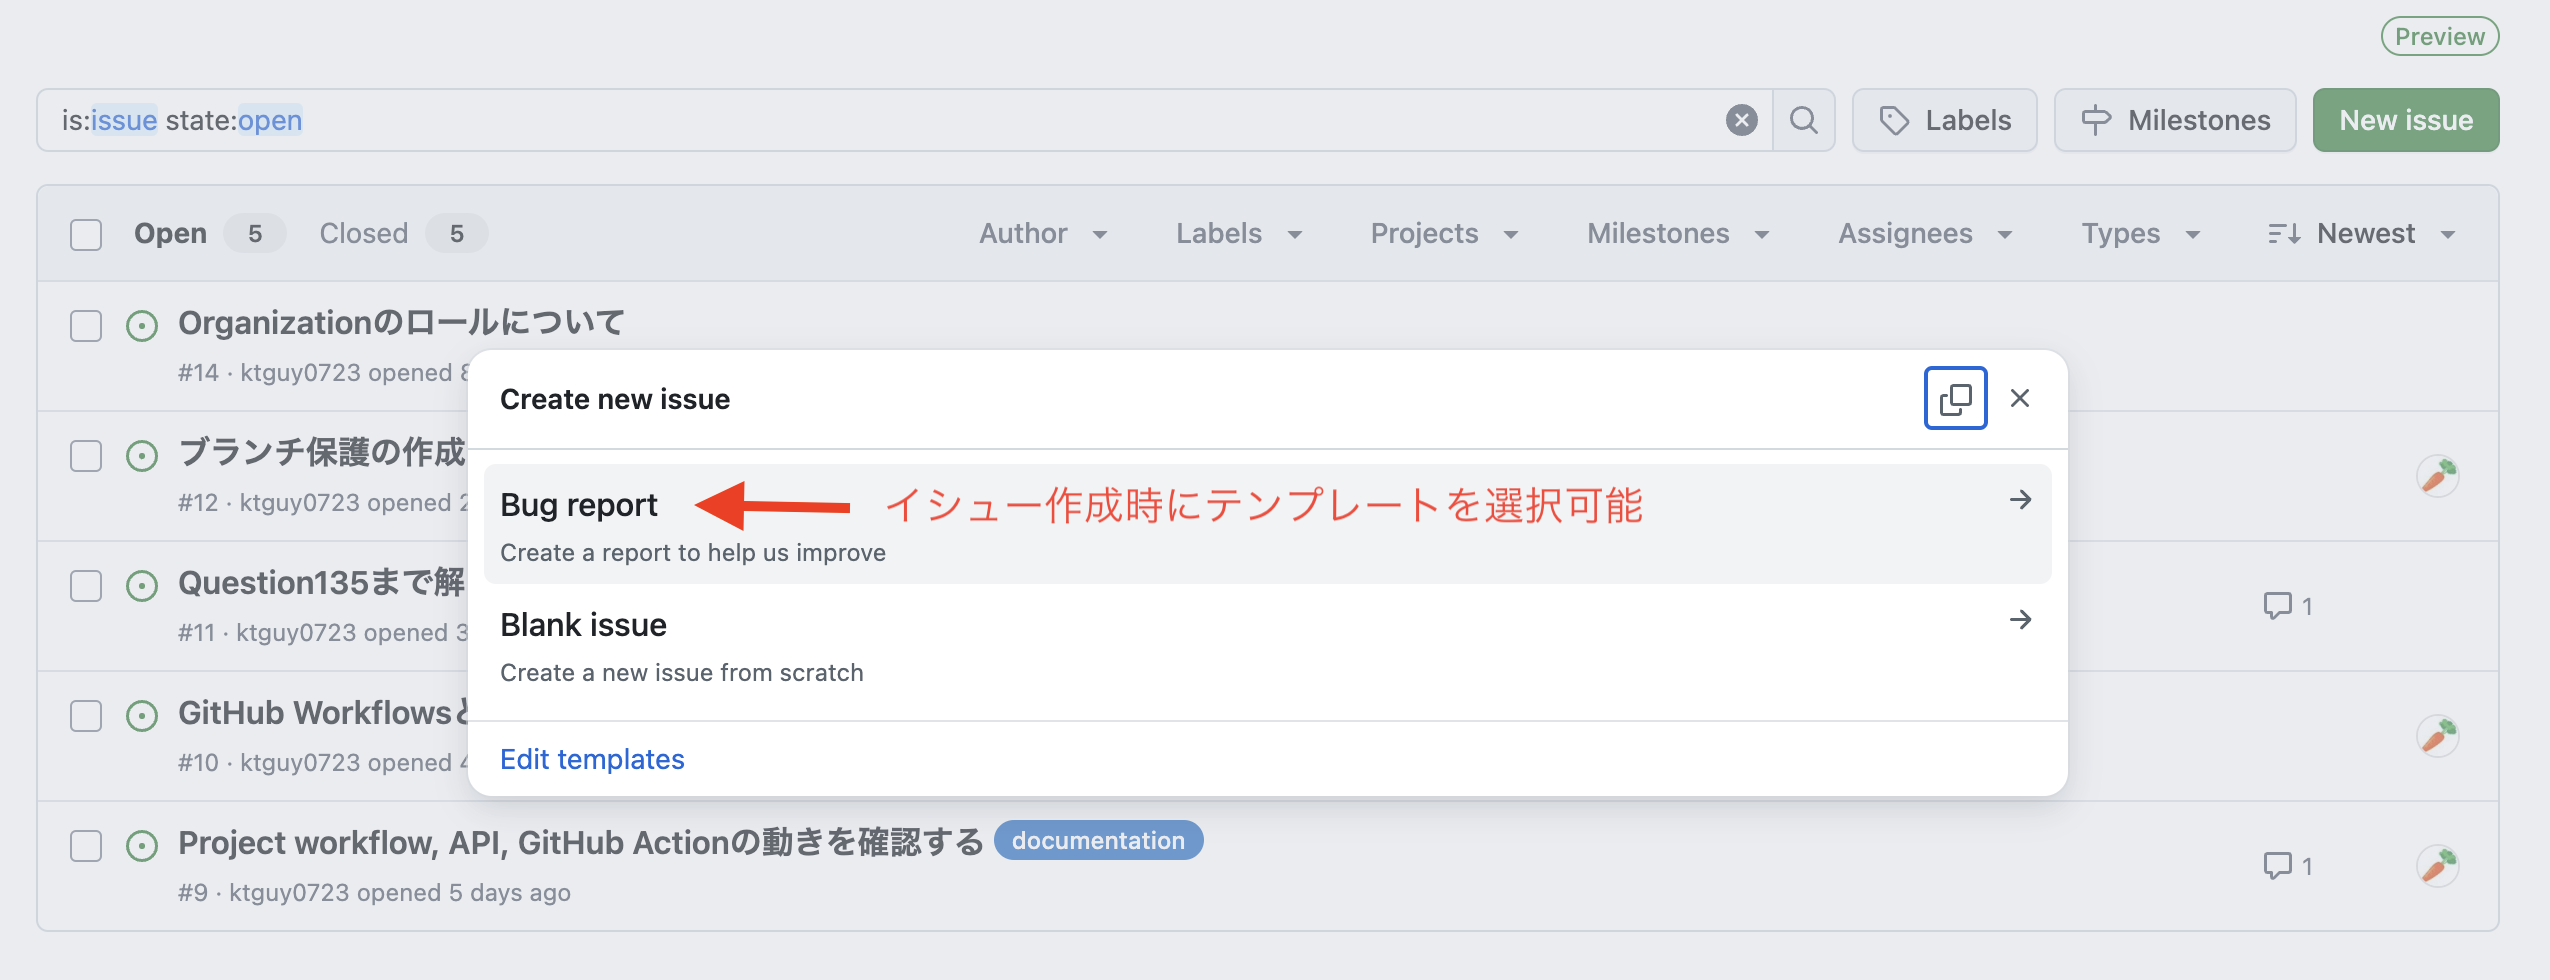 Preview
is:issue state:open
Labels
Milestones
New issue
Open 5 Closed 5
Author Labels Projects Milestones Assignees Types Newest
Organizationのロールについて
#14 · ktguy0723 opened
ブランチ保護の作成
#12 · ktguy0723 opened 2
Question135まで解
#11 · ktguy0723 opened 3
1
GitHub Workflows
#10 · ktguy0723 opened
Project workflow, API, GitHub Actionの動きを確認する documentation
#9 · ktguy0723 opened 5 days ago
1
Create new issue
Bug report
イシュー作成時にテンプレートを選択可能
Create a report to help us improve
Blank issue
Create a new issue from scratch
Edit templates